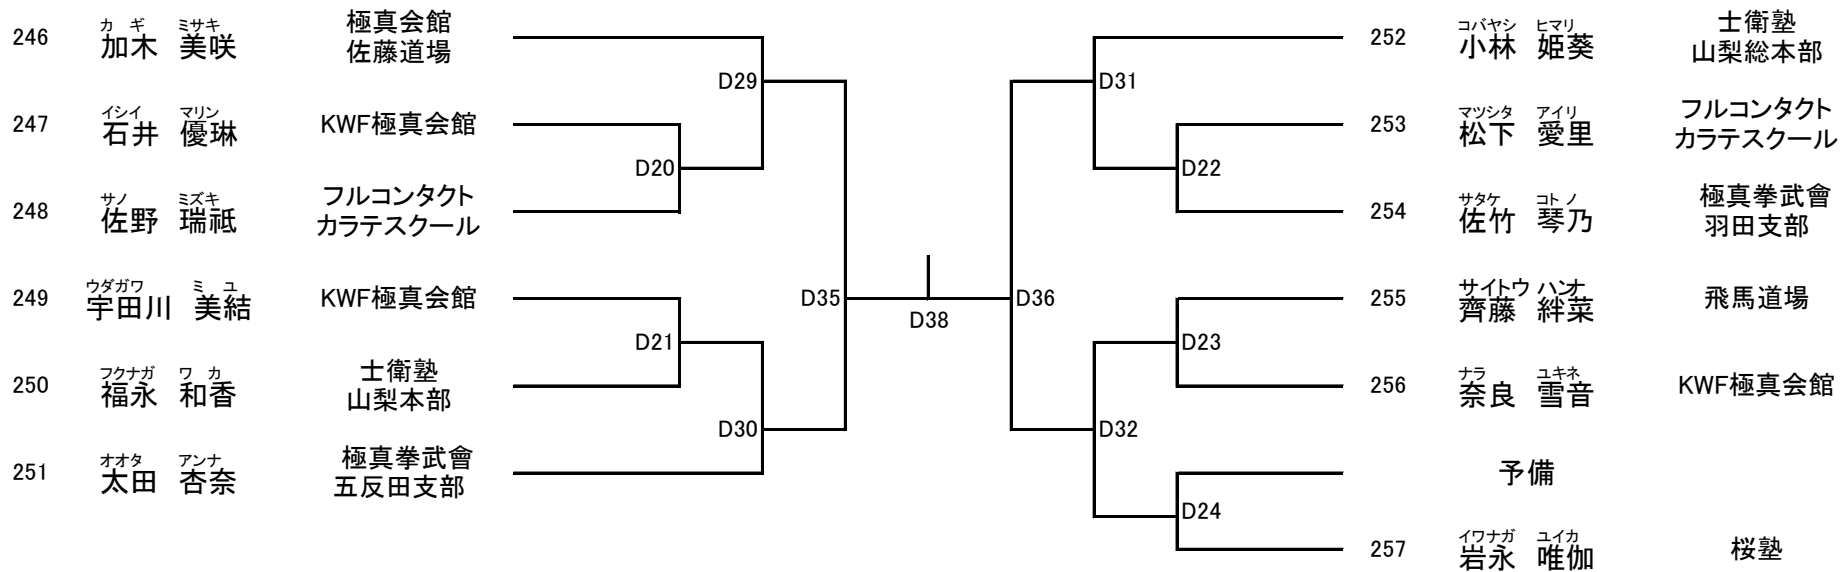 カ ギ ミサキ
246 加木 美咲 極真会館
佐藤道場
イシイ マリン
247 石井 優琳 KWF極真会館
サノ ミズキ
248 佐野 瑞祗 フルコンタクト
カラテスクール
ウダガワ ミ ユ
249 宇田川 美結 KWF極真会館
フクナガ ワ カ
250 福永 和香 士衛塾
山梨本部
オオタ アンナ
251 太田 杏奈 極真拳武會
五反田支部
D29
D20
D21
D30
D35
D38
D36
D31
D22
D23
D32
D24
コバヤシ ヒマリ
252 小林 姫葵 士衛塾
山梨総本部
マツシタ アイリ
253 松下 愛里 フルコンタクト
カラテスクール
サタケ コトノ
254 佐竹 琴乃 極真拳武會
羽田支部
サイトウ ハンナ
255 齊藤 絆菜 飛馬道場
ナラ ユキネ
256 奈良 雪音 KWF極真会館
予備
イワナガ ユイカ
257 岩永 唯伽 桜塾